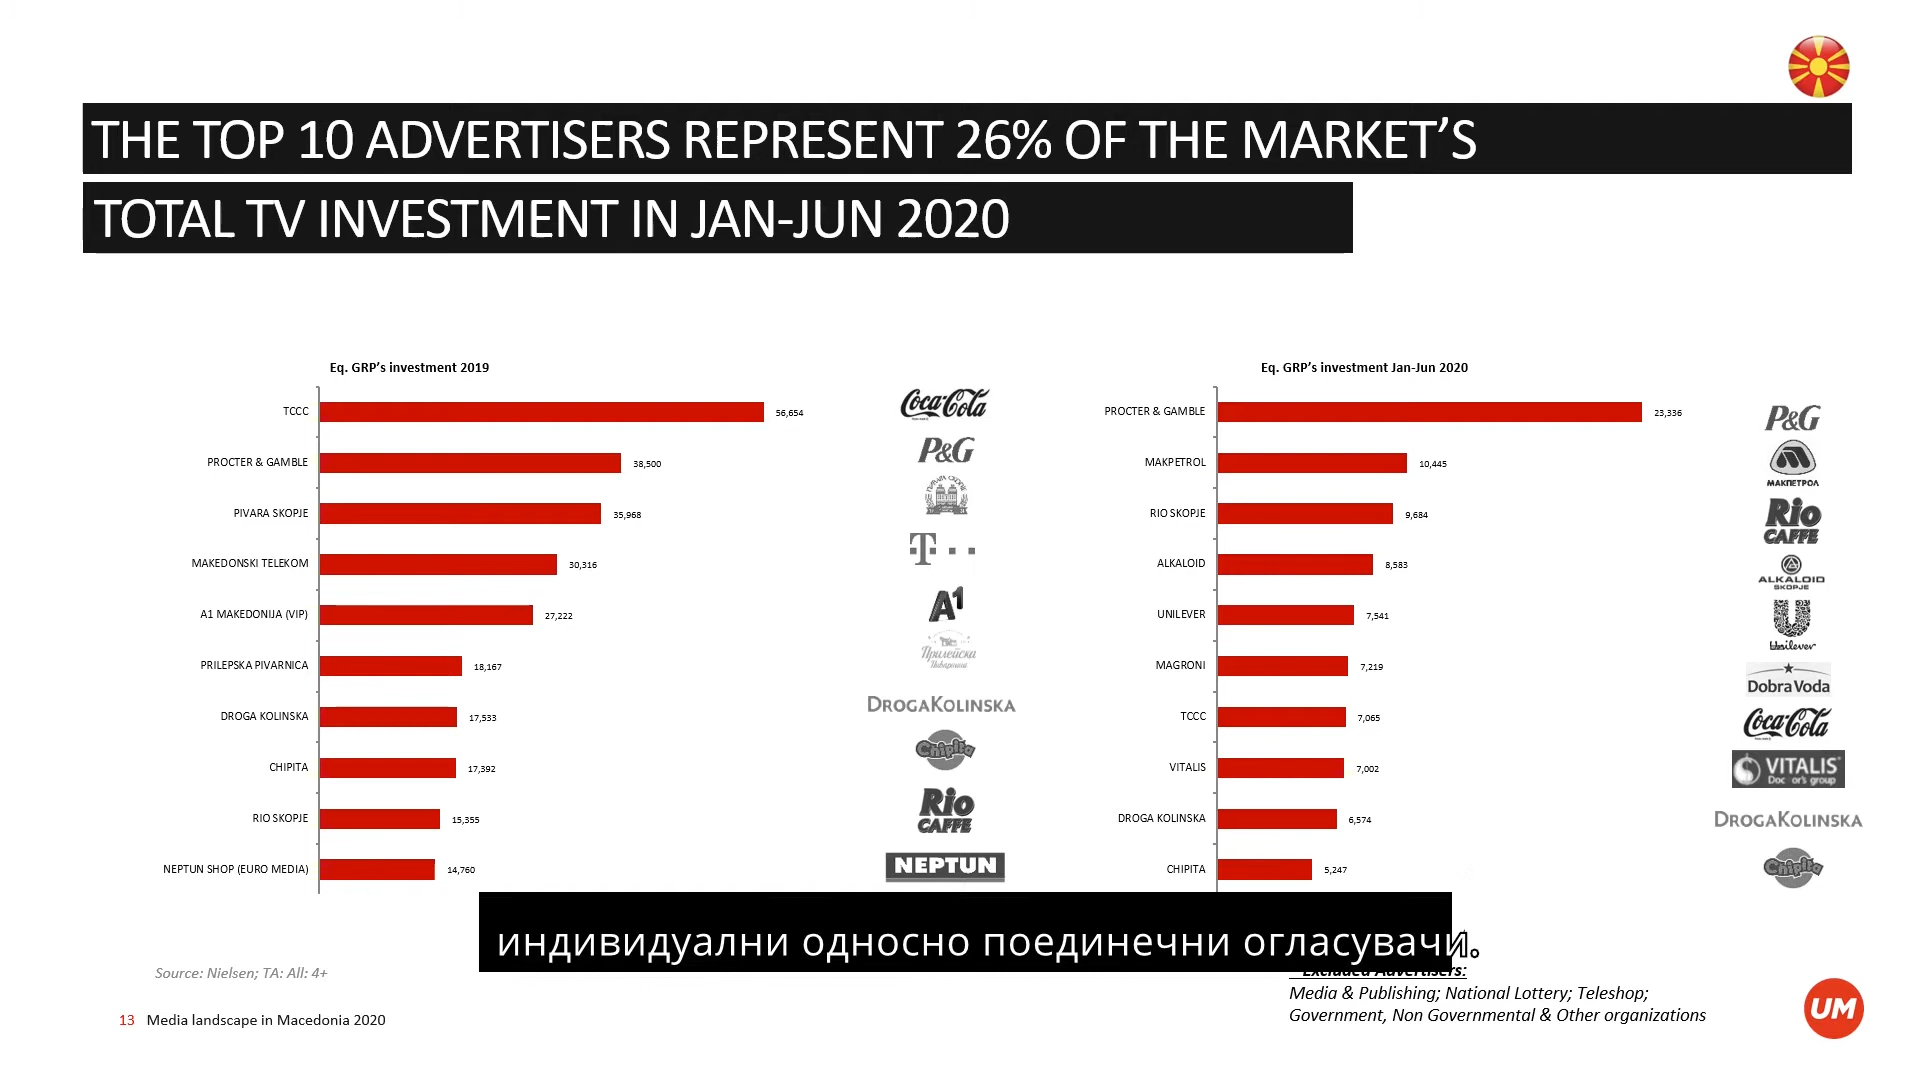 THE TOP 10 ADVERTISERS REPRESENT 26% OF THE MARKET’S
TOTAL TV INVESTMENT IN JAN-JUN 2020
Eq. GRP’s investment 2019
TCCC 56,654
PROCTER & GAMBLE 38,500
PIVARA SKOPJE 35,968
MAKEDONSKI TELEKOM 30,316
A1 MAKEDONIJA (VIP) 27,222
PRILEPSKA PIVARNICA 18,167
DROGA KOLINSKA 17,533
CHIPITA 17,392
RIO SKOPJE 15,355
NEPTUN SHOP (EURO MEDIA) 14,760
Coca-Cola
P&G
T
A1
Прилепска
Пиварница
DROGAKOLINSKA
Chipita
Rio
CAFFE
NEPTUN
Eq. GRP’s investment Jan-Jun 2020
PROCTER & GAMBLE 23,336
MAKPETROL 10,445
RIO SKOPJE 9,684
ALKALOID 8,583
UNILEVER 7,541
MAGRONI 7,219
TCCC 7,065
VITALIS 7,002
DROGA KOLINSKA 6,574
CHIPITA 5,247
P&G
МАКПЕТРОЛ
Rio
CAFFE
ALKALOID
SKOPJE
Unilever
Dobra Voda
Coca-Cola
VITALIS
Doctor's group
DROGAKOLINSKA
Chipita
индивидуални односно поединечни огласувачи.
Source: Nielsen; TA: All: 4+
Excluded Advertisers:
Media & Publishing; National Lottery; Teleshop;
Government, Non Governmental & Other organizations
13 Media landscape in Macedonia 2020
UM